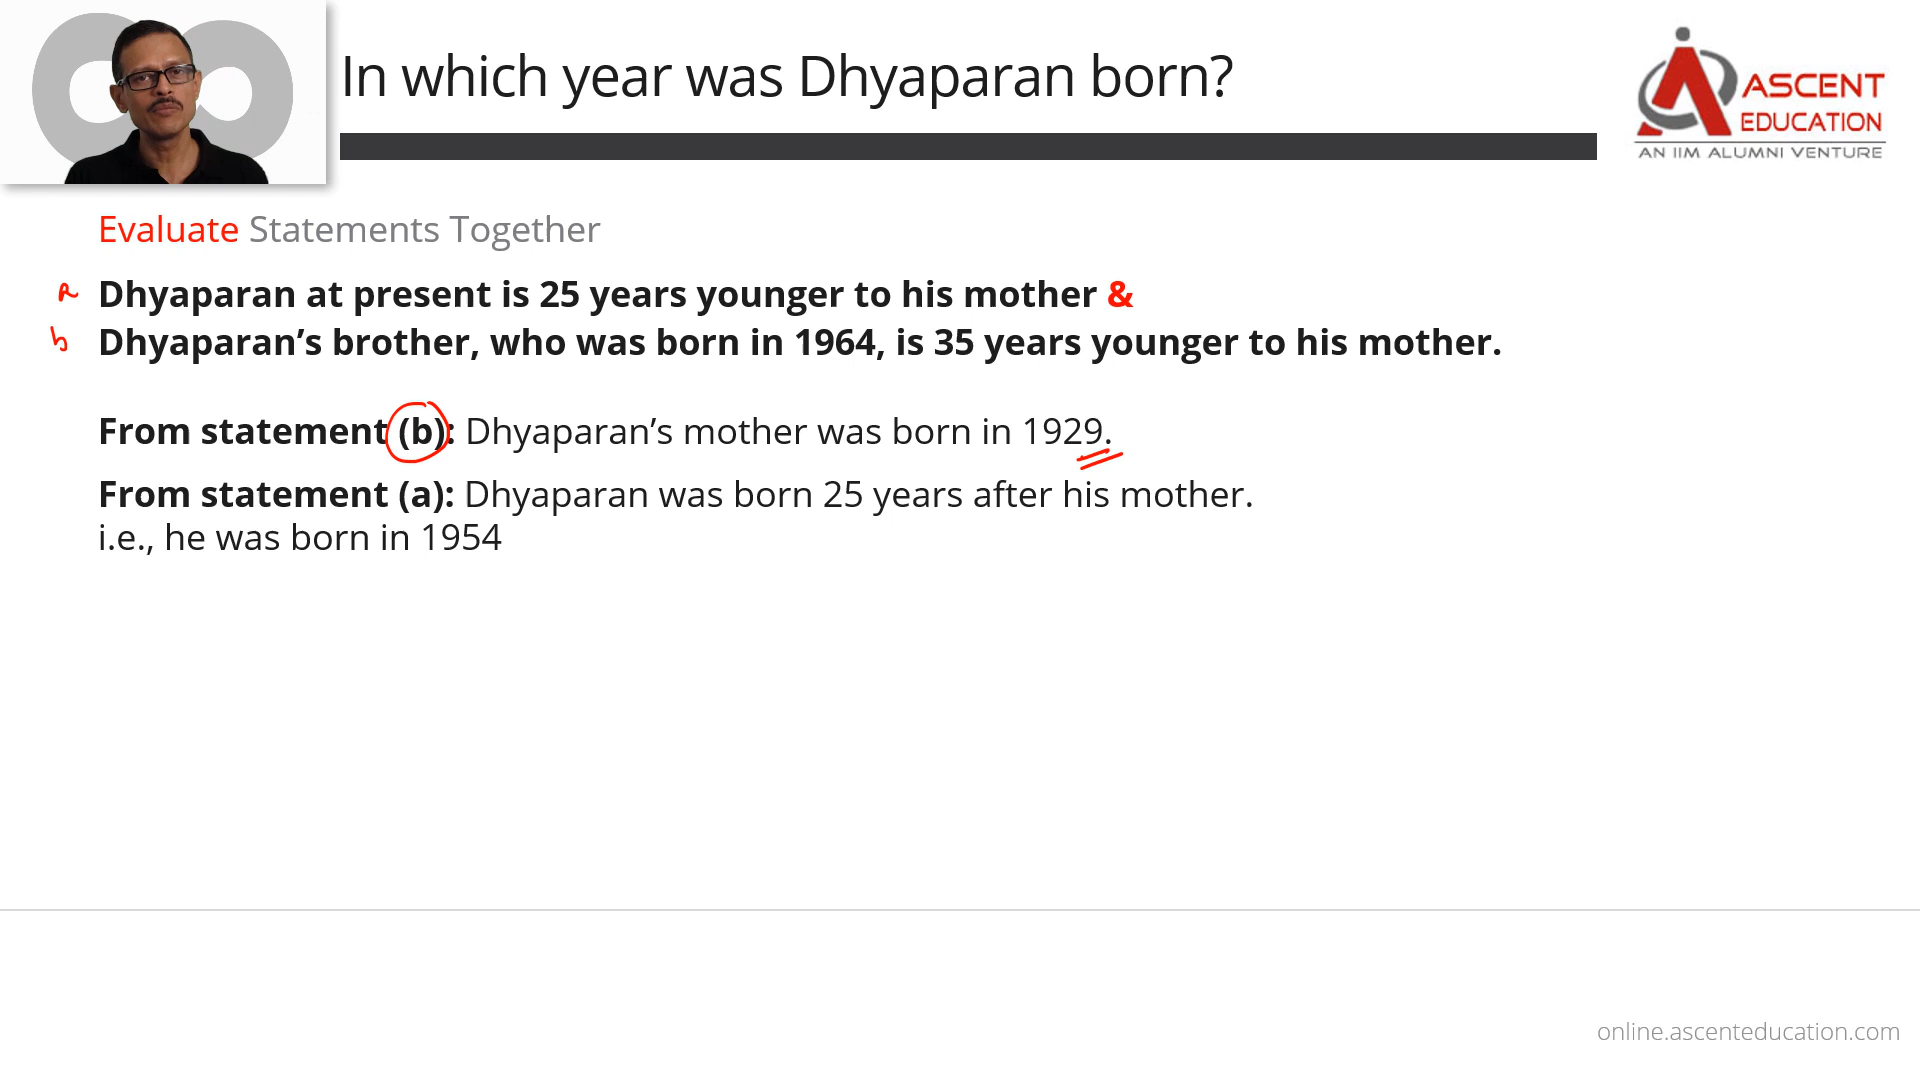 In which year was Dhyaparan born?
ASCENT
EDUCATION
AN IIM ALUMNI VENTURE
Evaluate Statements Together
a Dhyaparan at present is 25 years younger to his mother &
b Dhyaparan’s brother, who was born in 1964, is 35 years younger to his mother.
From statement (b): Dhyaparan’s mother was born in 1929.
From statement (a): Dhyaparan was born 25 years after his mother.
i.e., he was born in 1954
online.ascenteducation.com